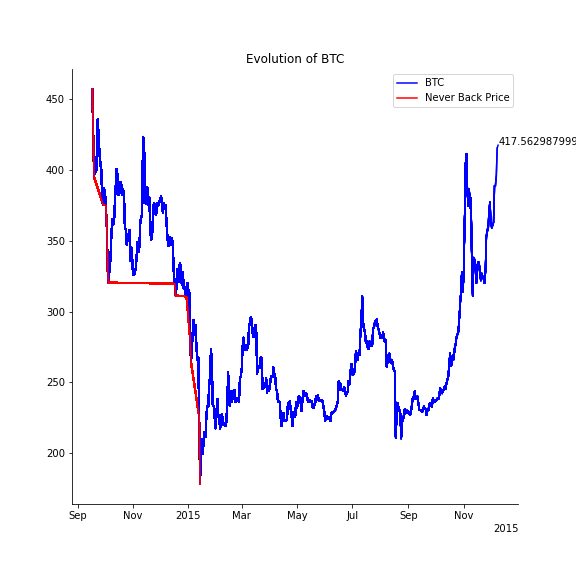 Evolution of BTC
BTC
Never Back Price
417.562987999
450
400
350
300
250
200
Sep
Nov
2015
Mar
May
Jul
Sep
Nov
2015